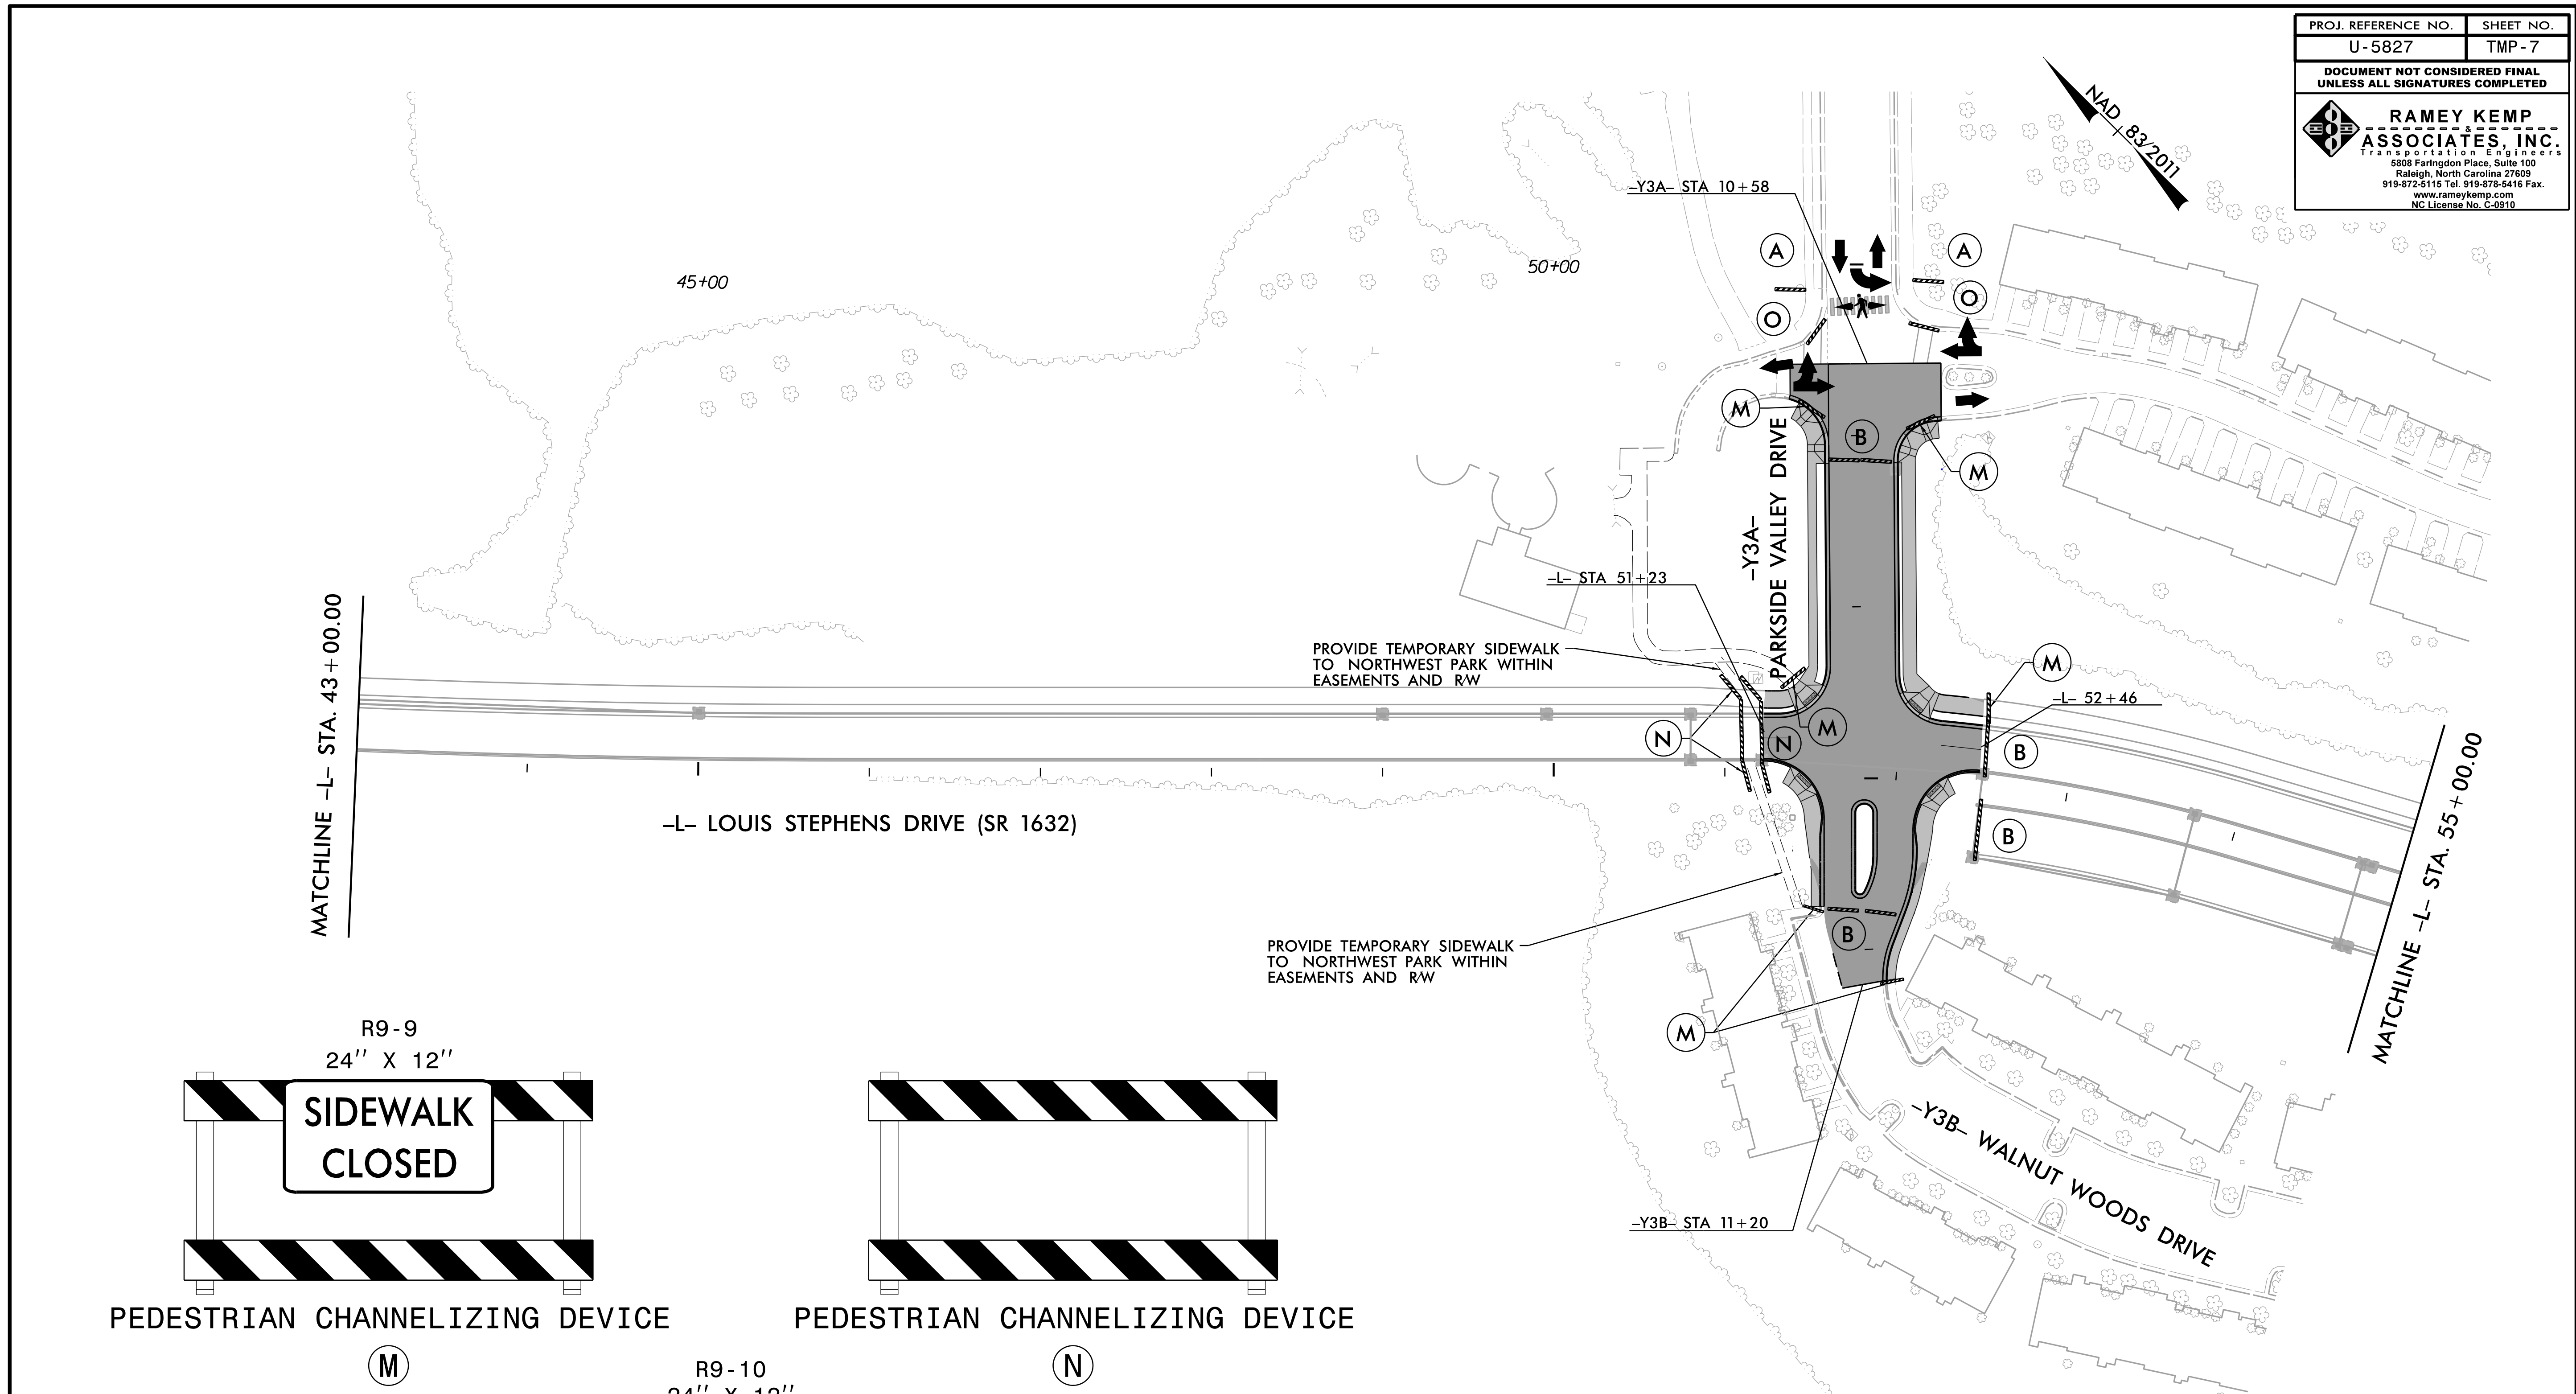 PROJ. REFERENCE NO. SHEET NO.
U-5827 TMP-7
DOCUMENT NOT CONSIDERED FINAL
UNLESS ALL SIGNATURES COMPLETED
RAMEY KEMP
&
ASSOCIATES, INC.
Transportation Engineers
5808 Faringdon Place, Suite 100
Raleigh, North Carolina 27609
919-872-5115 Tel. 919-878-5416 Fax.
www.rameykemp.com
NC License No. C-0910
NAD 83/2011
-Y3A- STA 10+58
45+00
50+00
A
A
O
O
M
B
M
-Y3A-
PARKSIDE VALLEY DRIVE
-L- STA 51+23
PROVIDE TEMPORARY SIDEWALK
TO NORTHWEST PARK WITHIN
EASEMENTS AND R/W
M
-L- 52+46
N
N
M
B
B
MATCHLINE -L- STA. 43+00.00
MATCHLINE -L- STA. 55+00.00
-L- LOUIS STEPHENS DRIVE (SR 1632)
PROVIDE TEMPORARY SIDEWALK
TO NORTHWEST PARK WITHIN
EASEMENTS AND R/W
B
M
-Y3B- WALNUT WOODS DRIVE
-Y3B- STA 11+20
R9-9
24'' X 12''
SIDEWALK
CLOSED
PEDESTRIAN CHANNELIZING DEVICE
M
PEDESTRIAN CHANNELIZING DEVICE
N
R9-10
24'' X 12''